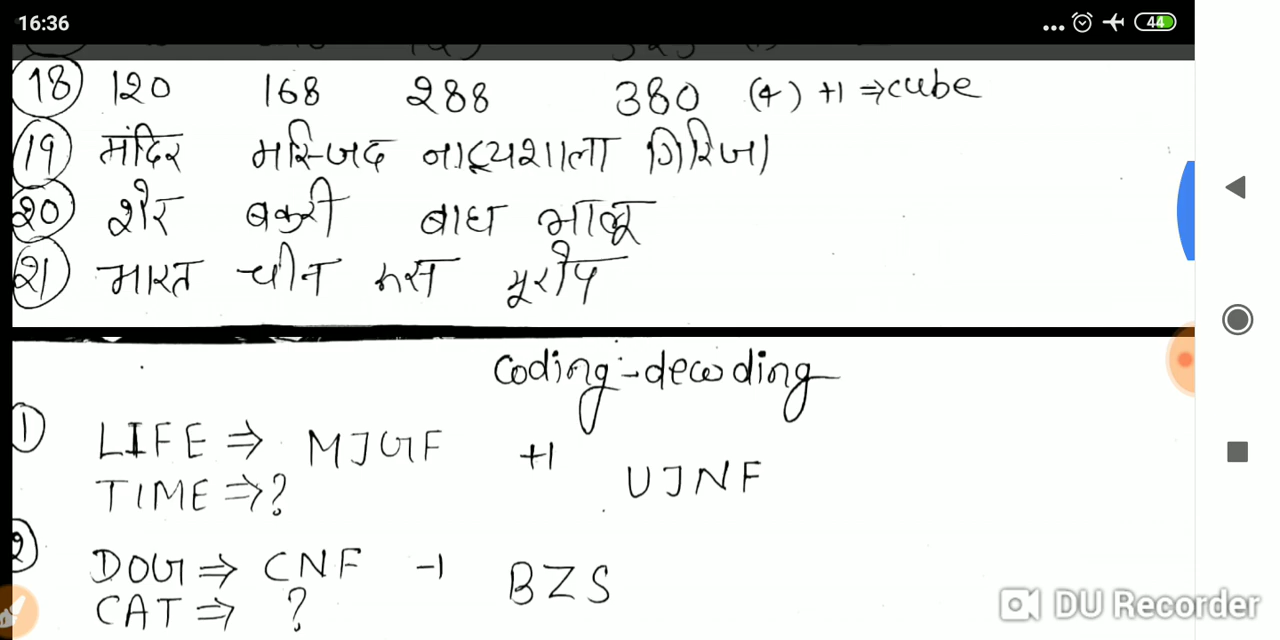 16:36 ... 44
18 120 168 288 380 (4) +1 ⇒ cube
19 मंदिर मस्जिद नाट्यशाला गिरिजा
20 शेर बकरी बाघ भालू
21 भारत चीन रूस यूरोप
coding-decoding
1 LIFE ⇒ MJGF +1
TIME ⇒ ? UJNF
2 DOG ⇒ CNF -1
CAT ⇒ ? BZS
DU Recorder